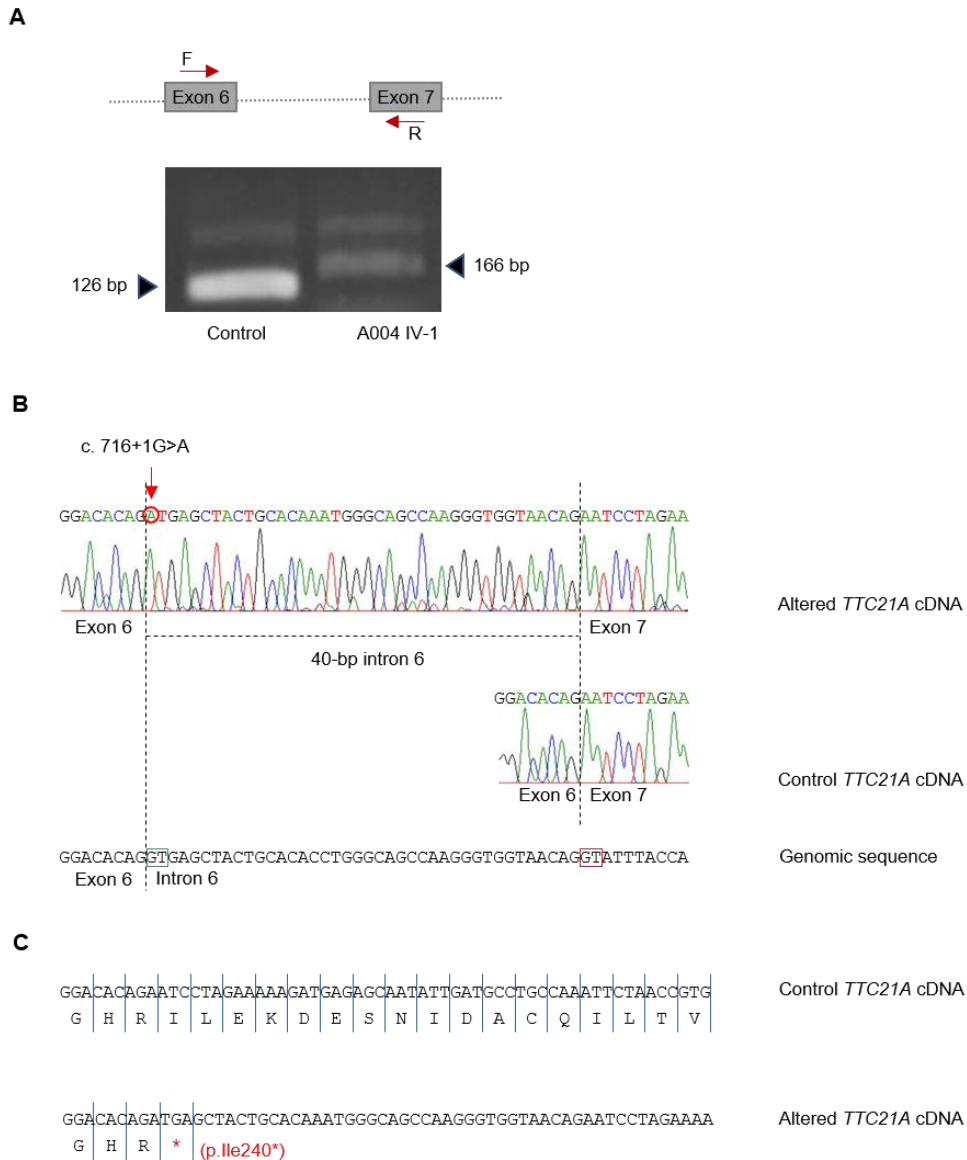 A
F
Exon 6
Exon 7
R
126 bp
166 bp
Control
A004 IV-1
B
c. 716+1G>A
GGACACAGATGAGCTACTGCACAAATGGGCAGCCAAGGGTGGTAACAGAATCCTAGAA
Exon 6
Exon 7
Altered TTC21A cDNA
40-bp intron 6
GGACACAGAATCCTAGAA
Exon 6
Exon 7
Control TTC21A cDNA
GGACACAGGTGAGCTACTGCACACCTGGGCAGCCAAGGGTGGTAACAGGTATTTACCA
Genomic sequence
Exon 6
Intron 6
C
GGACACAGAATCCTAGAAAAAGATGAGAGCAATATTGATGCCTGCCAAATTCTAACCGTG
Control TTC21A cDNA
G H R I L E K D E S N I D A C Q I L T V
GGACACAGATGAGCTACTGCACAAATGGGCAGCCAAGGGTGGTAACAGAATCCTAGAAAA
Altered TTC21A cDNA
G H R * (p.Ile240*)